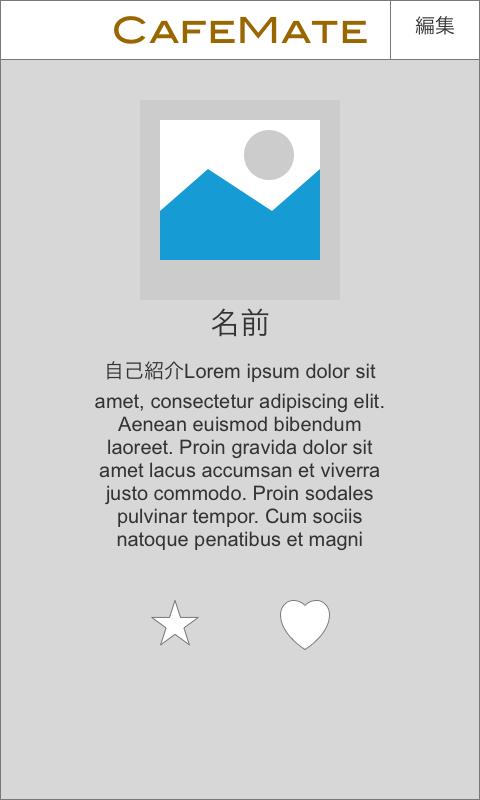 CAFEMATE
編集
名前
自己紹介Lorem ipsum dolor sit
amet, consectetur adipiscing elit.
Aenean euismod bibendum
laoreet. Proin gravida dolor sit
amet lacus accumsan et viverra
justo commodo. Proin sodales
pulvinar tempor. Cum sociis
natoque penatibus et magni